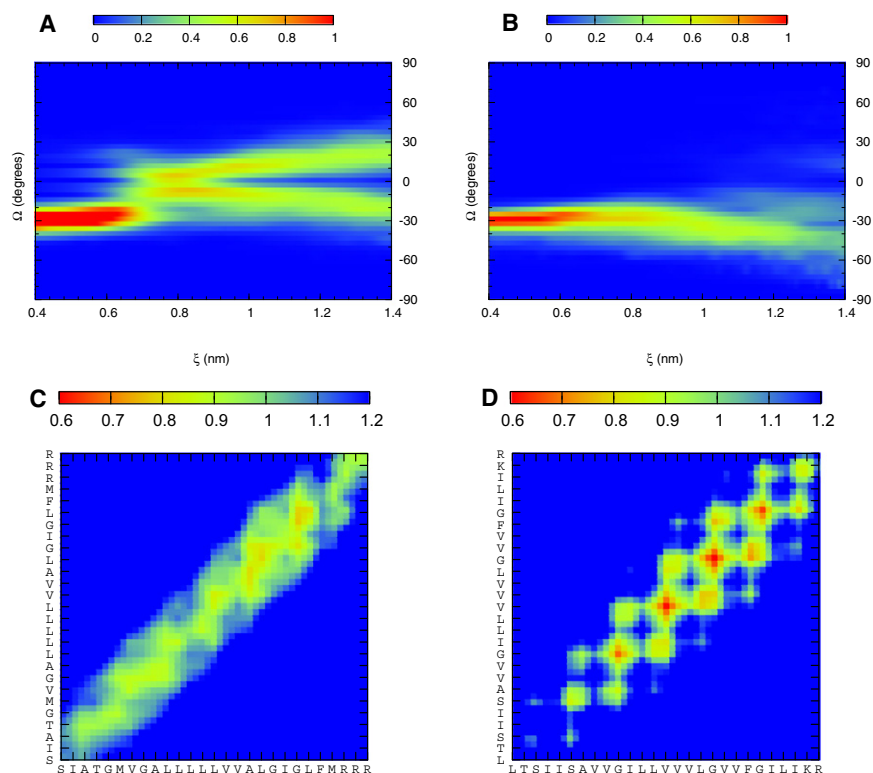 A
B
0 0.2 0.4 0.6 0.8 1
0 0.2 0.4 0.6 0.8 1
Ω (degrees)
90
60
30
0
-30
-60
-90
0.4 0.6 0.8 1 1.2 1.4
ξ (nm)
Ω (degrees)
90
60
30
0
-30
-60
-90
0.4 0.6 0.8 1 1.2 1.4
ξ (nm)
C
0.6 0.7 0.8 0.9 1 1.1 1.2
R
R
R
M
F
L
G
I
G
L
A
V
V
L
L
L
L
L
A
G
V
M
G
T
A
I
S
S I A T G M V G A L L L L L V V A L G I G L F M R R R
D
0.6 0.7 0.8 0.9 1 1.1 1.2
R
K
I
L
I
G
F
V
V
G
L
V
V
V
L
L
I
G
V
V
A
S
I
I
S
T
L
L T S I I S A V V G I L L V V V L G V V F G I L I K R